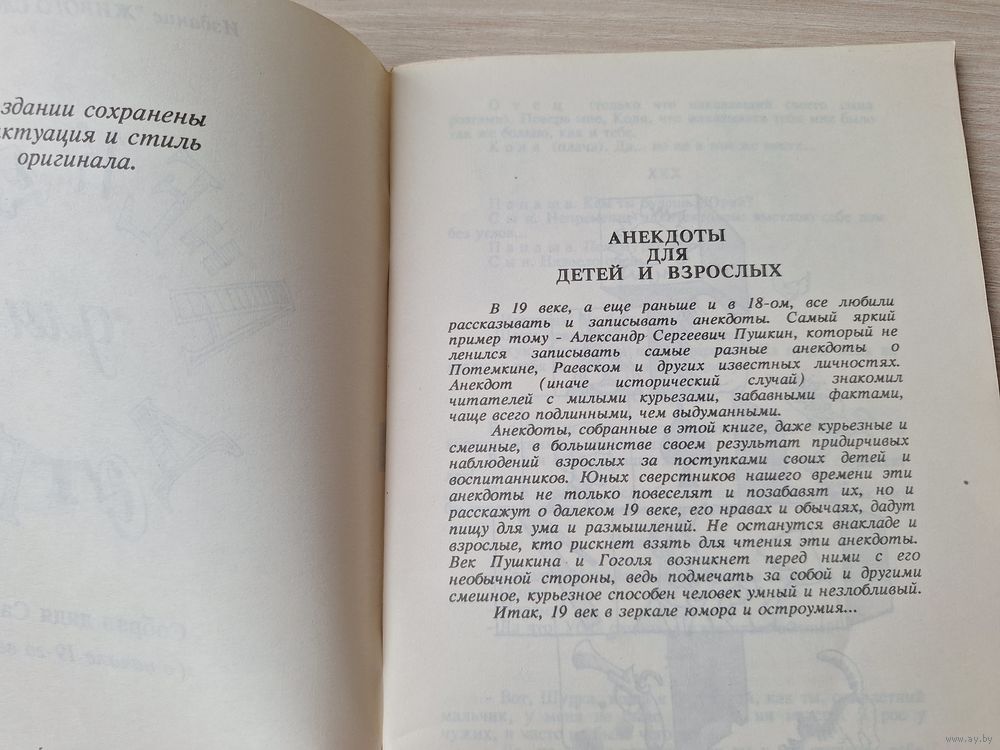 здании сохранены
ктуация и стиль
оригинала.
АНЕКДОТЫ
ДЛЯ
ДЕТЕЙ И ВЗРОСЛЫХ
В 19 веке, а еще раньше и в 18-ом, все любили
рассказывать и записывать анекдоты. Самый яркий
пример тому - Александр Сергеевич Пушкин, который не
ленился записывать самые разные анекдоты о
Потемкине, Раевском и других известных личностях.
Анекдот (иначе исторический случай) знакомил
читателей с милыми курьезами, забавными фактами,
чаще всего подлинными, чем выдуманными.
Анекдоты, собранные в этой книге, даже курьезные и
смешные, в большинстве своем результат придирчивых
наблюдений взрослых за поступками своих детей и
воспитанников. Юных сверстников нашего времени эти
анекдоты не только повеселят и позабавят их, но и
расскажут о далеком 19 веке, его нравах и обычаях, дадут
пищу для ума и размышлений. Не останутся внакладе и
взрослые, кто рискнет взять для чтения эти анекдоты.
Век Пушкина и Гоголя возникнет перед ними с его
необычной стороны, ведь подмечать за собой и другими
смешное, курьезное способен человек умный и незлобливый.
Итак, 19 век в зеркале юмора и остроумия...
www.ay.by